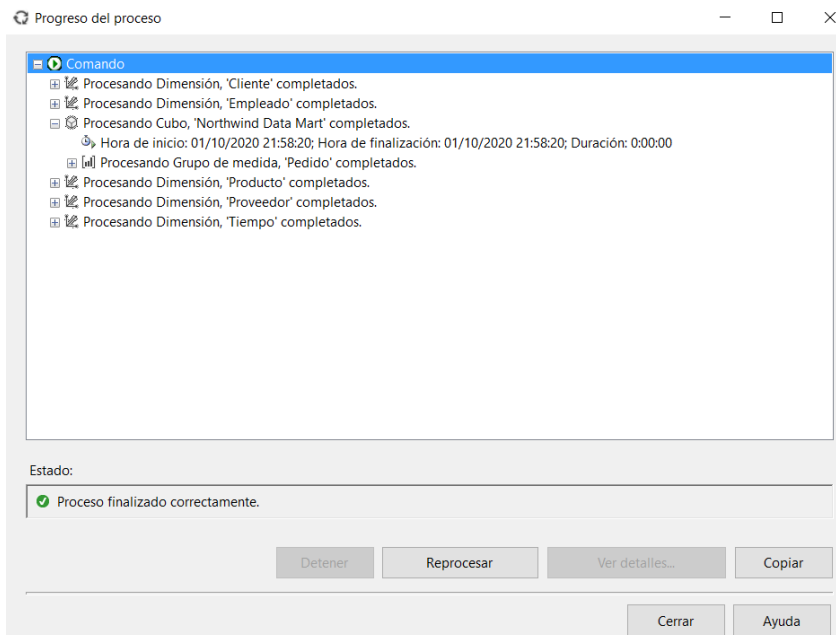 Progreso del proceso
Comando
Procesando Dimensión, 'Cliente' completados.
Procesando Dimensión, 'Empleado' completados.
Procesando Cubo, 'Northwind Data Mart' completados.
Hora de inicio: 01/10/2020 21:58:20; Hora de finalización: 01/10/2020 21:58:20; Duración: 0:00:00
Procesando Grupo de medida, 'Pedido' completados.
Procesando Dimensión, 'Producto' completados.
Procesando Dimensión, 'Proveedor' completados.
Procesando Dimensión, 'Tiempo' completados.
Estado:
Proceso finalizado correctamente.
Detener Reprocesar Ver detalles... Copiar
Cerrar Ayuda